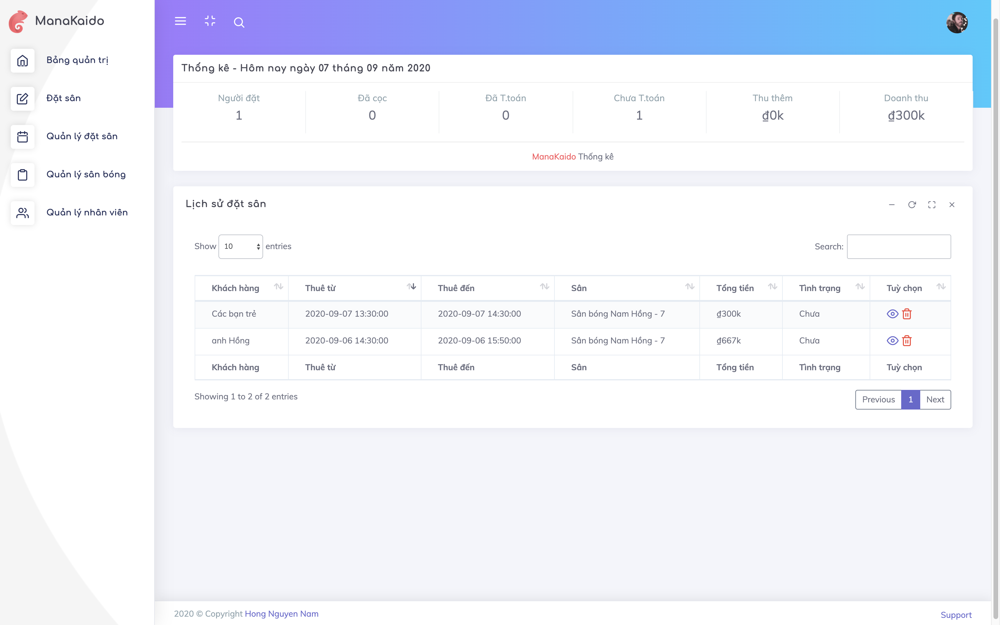 ManaKaido
Bảng quản trị
Đặt sân
Quản lý đặt sân
Quản lý sân bóng
Quản lý nhân viên
Thống kê - Hôm nay ngày 07 tháng 09 năm 2020
Người đặt Đã cọc Đã T.toán Chưa T.toán Thu thêm Doanh thu
1 0 0 1 ₫0k ₫300k
ManaKaido Thống kê
Lịch sử đặt sân
Show 10 entries Search:
Khách hàng Thuê từ Thuê đến Sân Tổng tiền Tình trạng Tuỳ chọn
Các bạn trẻ 2020-09-07 13:30:00 2020-09-07 14:30:00 Sân bóng Nam Hồng - 7 ₫300k Chưa
anh Hồng 2020-09-06 14:30:00 2020-09-06 15:50:00 Sân bóng Nam Hồng - 7 ₫667k Chưa
Khách hàng Thuê từ Thuê đến Sân Tổng tiền Tình trạng Tuỳ chọn
Showing 1 to 2 of 2 entries Previous 1 Next
2020 © Copyright Hong Nguyen Nam Support